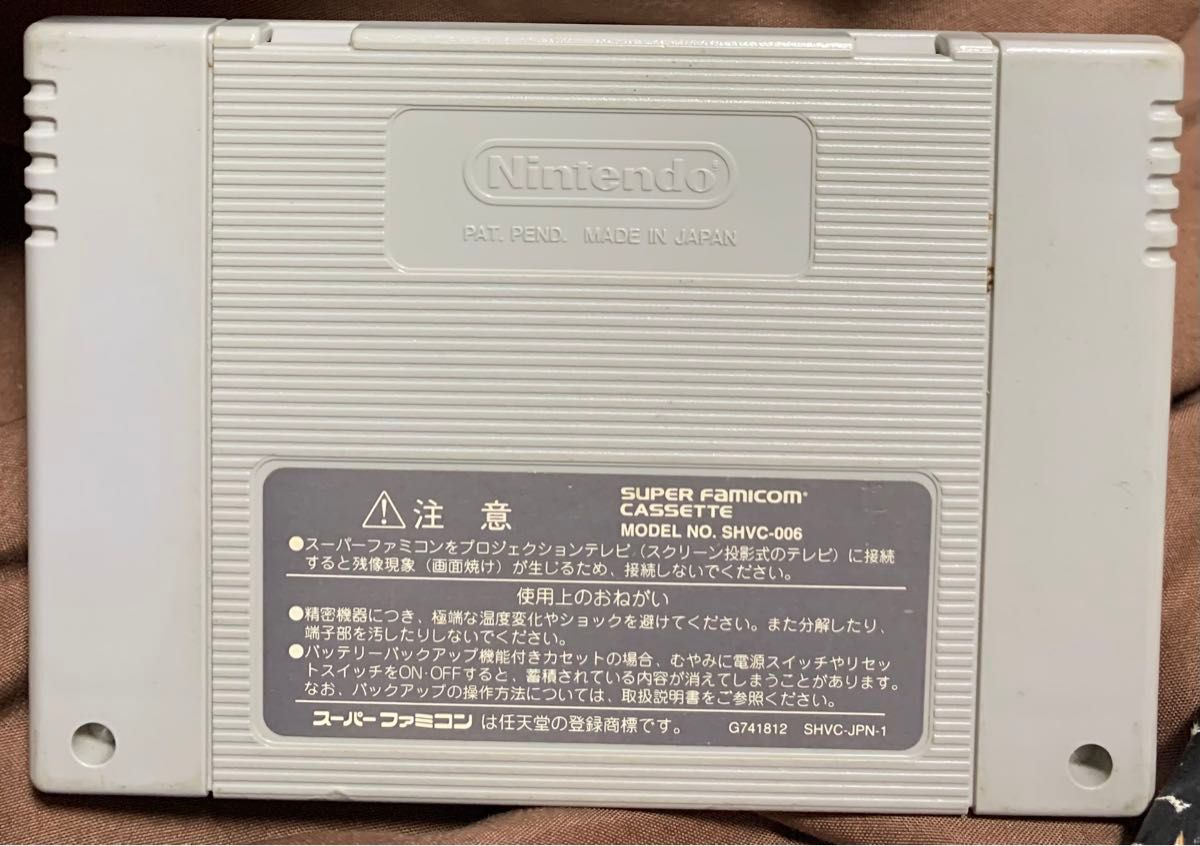 Nintendo®
PAT. PEND. MADE IN JAPAN
注 意
SUPER FAMICOM®
CASSETTE
MODEL NO. SHVC-006
●スーパーファミコンをプロジェクションテレビ(スクリーン投影式のテレビ)に接続
すると残像現象(画面焼け)が生じるため、接続しないでください。
使用上のおねがい
●精密機器につき、極端な温度変化やショックを避けてください。また分解したり、
端子部を汚したりしないでください。
●バッテリーバックアップ機能付きカセットの場合、むやみに電源スイッチやリセッ
トスイッチをON·OFFすると、蓄積されている内容が消えてしまうことがあります。
なお、バックアップの操作方法については、取扱説明書をご参照ください。
スーパーファミコン は任天堂の登録商標です。 G741812 SHVC-JPN-1